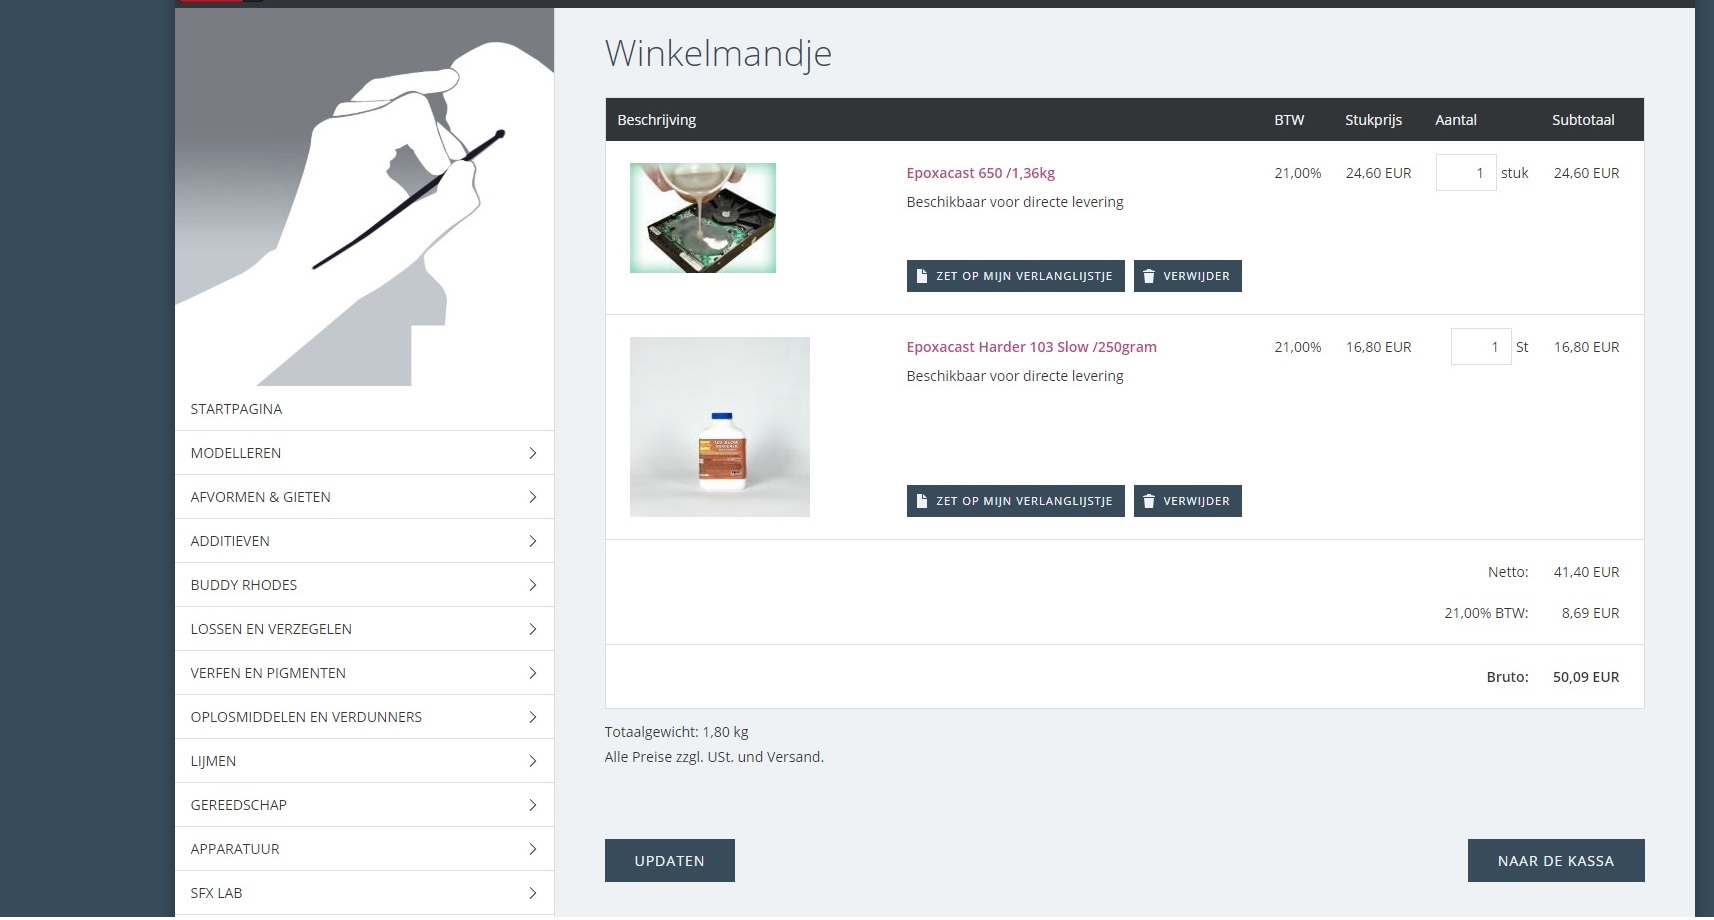 Winkelmandje
Beschrijving BTW Stukprijs Aantal Subtotaal
Epoxacast 650 /1,36kg 21,00% 24,60 EUR 1 stuk 24,60 EUR
Beschikbaar voor directe levering
ZET OP MIJN VERLANGLIJSTJE VERWIJDER
Epoxacast Harder 103 Slow /250gram 21,00% 16,80 EUR 1 St 16,80 EUR
Beschikbaar voor directe levering
ZET OP MIJN VERLANGLIJSTJE VERWIJDER
Netto: 41,40 EUR
21,00% BTW: 8,69 EUR
Bruto: 50,09 EUR
Totaalgewicht: 1,80 kg
Alle Preise zzgl. USt. und Versand.
UPDATEN NAAR DE KASSA
STARTPAGINA
MODELLEREN
AFVORMEN & GIETEN
ADDITIEVEN
BUDDY RHODES
LOSSEN EN VERZEGELEN
VERFEN EN PIGMENTEN
OPLOSMIDDELEN EN VERDUNNERS
LIJMEN
GEREEDSCHAP
APPARATUUR
SFX LAB